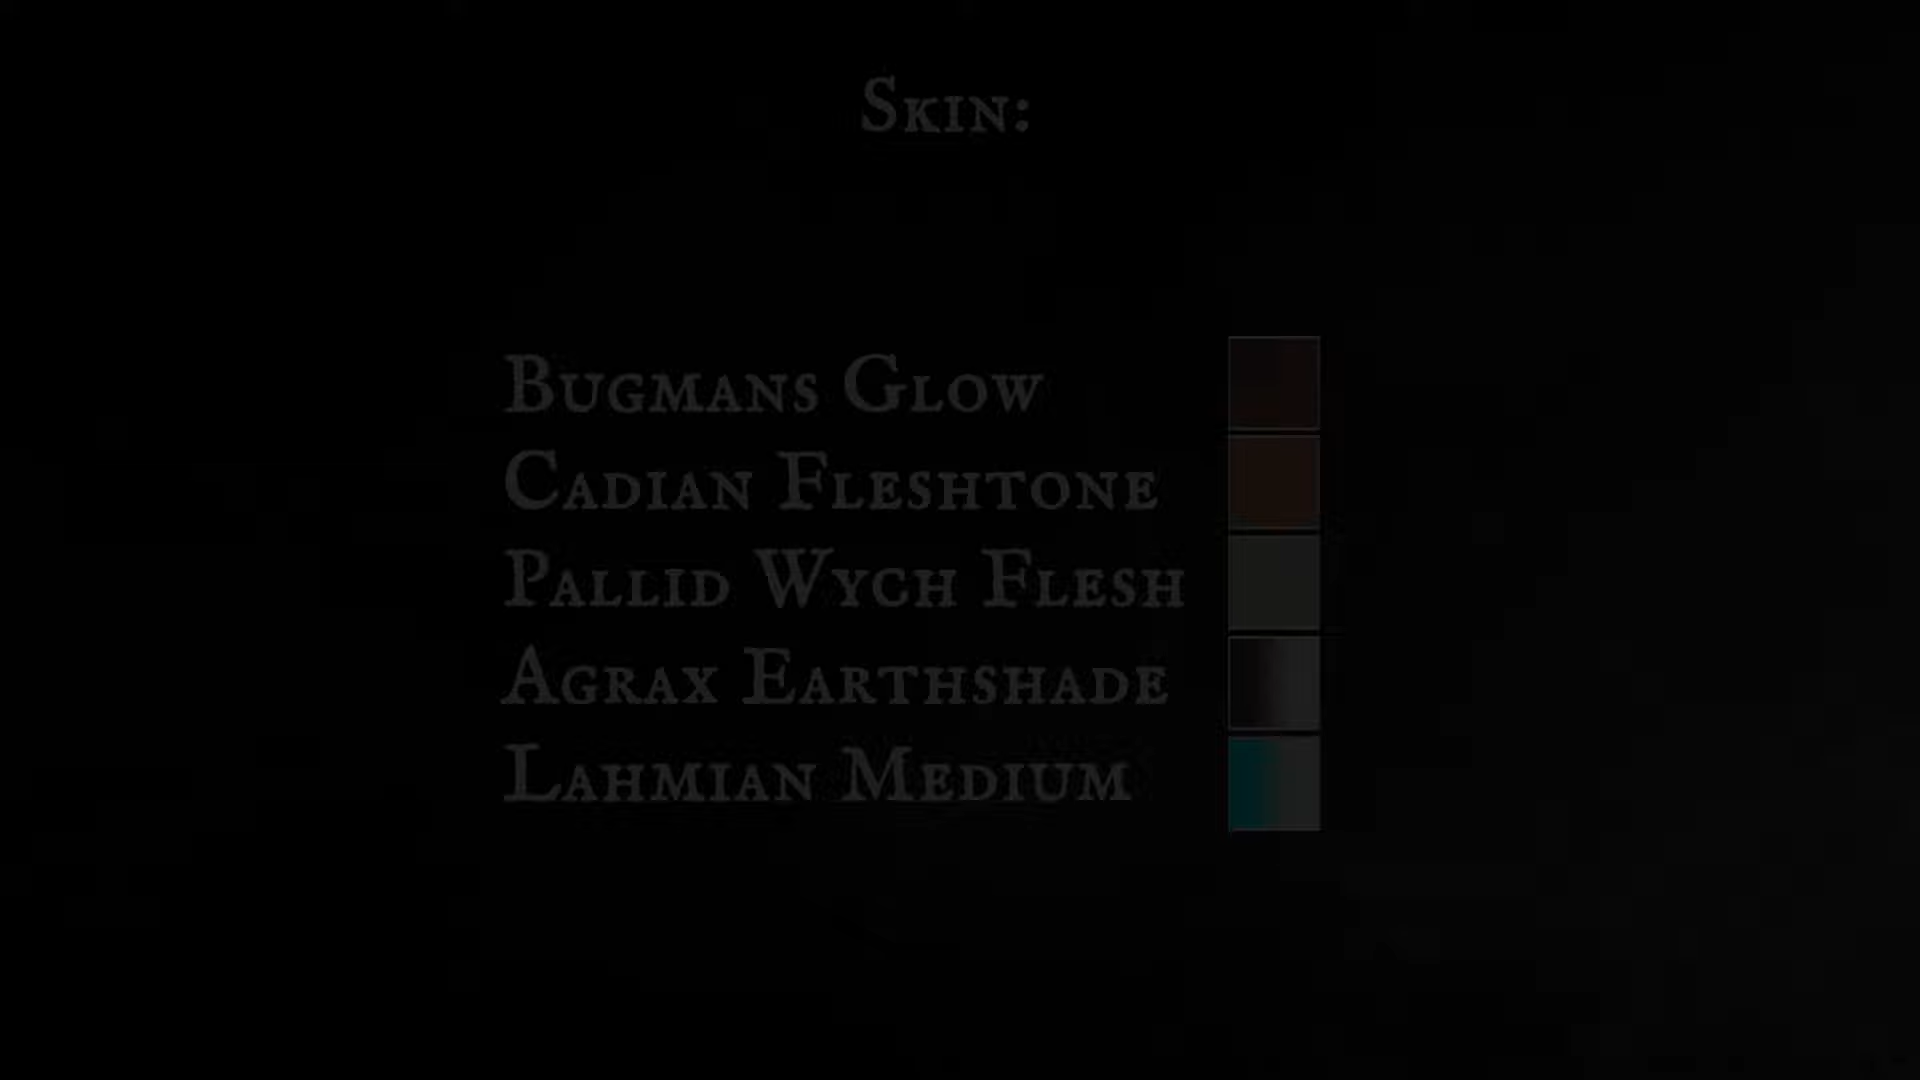 Skin:
Bugmans Glow
Cadian Fleshtone
Pallid Wych Flesh
Agrax Earthshade
Lahmian Medium